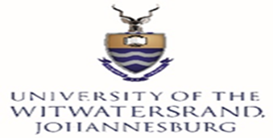 UNIVERSITY OF THE
WITWATERSRAND,
JOHANNESBURG